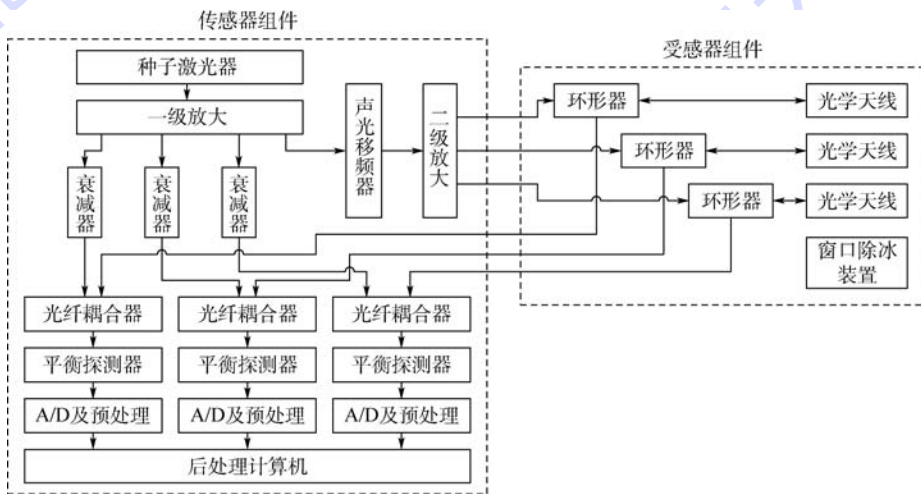 传感器组件
受感器组件
种子激光器
一级放大
声光移频器
二级放大
环形器
光学天线
环形器
光学天线
环形器
光学天线
衰减器
衰减器
衰减器
窗口除冰
装置
光纤耦合器
光纤耦合器
光纤耦合器
平衡探测器
平衡探测器
平衡探测器
A/D及预处理
A/D及预处理
A/D及预处理
后处理计算机